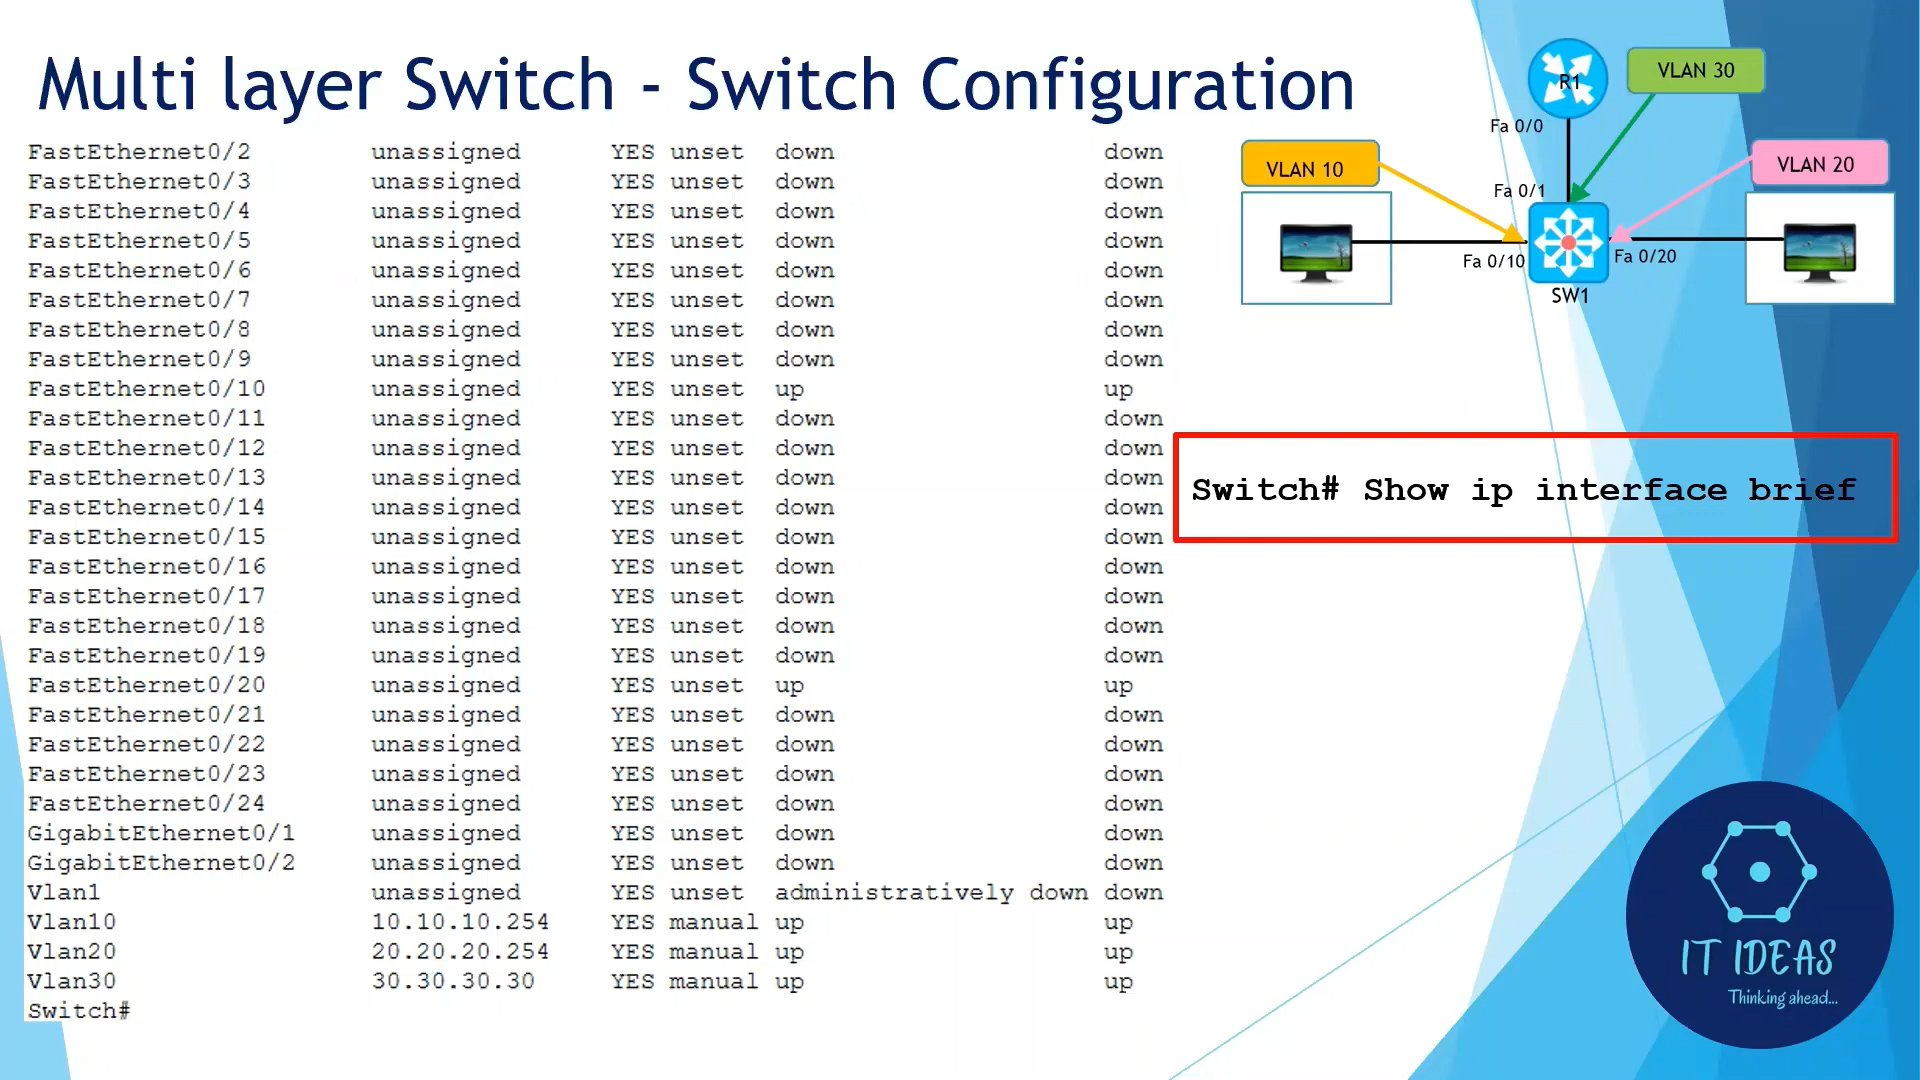 Multi layer Switch - Switch Configuration
FastEthernet0/2 unassigned YES unset down down
FastEthernet0/3 unassigned YES unset down down
FastEthernet0/4 unassigned YES unset down down
FastEthernet0/5 unassigned YES unset down down
FastEthernet0/6 unassigned YES unset down down
FastEthernet0/7 unassigned YES unset down down
FastEthernet0/8 unassigned YES unset down down
FastEthernet0/9 unassigned YES unset down down
FastEthernet0/10 unassigned YES unset up up
FastEthernet0/11 unassigned YES unset down down
FastEthernet0/12 unassigned YES unset down down
FastEthernet0/13 unassigned YES unset down down
FastEthernet0/14 unassigned YES unset down down
FastEthernet0/15 unassigned YES unset down down
FastEthernet0/16 unassigned YES unset down down
FastEthernet0/17 unassigned YES unset down down
FastEthernet0/18 unassigned YES unset down down
FastEthernet0/19 unassigned YES unset down down
FastEthernet0/20 unassigned YES unset up up
FastEthernet0/21 unassigned YES unset down down
FastEthernet0/22 unassigned YES unset down down
FastEthernet0/23 unassigned YES unset down down
FastEthernet0/24 unassigned YES unset down down
GigabitEthernet0/1 unassigned YES unset down down
GigabitEthernet0/2 unassigned YES unset down down
Vlan1 unassigned YES unset administratively down down
Vlan10 10.10.10.254 YES manual up up
Vlan20 20.20.20.254 YES manual up up
Vlan30 30.30.30.30 YES manual up up
Switch#
R1
VLAN 30
Fa 0/0
VLAN 10
VLAN 20
Fa 0/1
Fa 0/10
Fa 0/20
SW1
Switch# Show ip interface brief
IT IDEAS
Thinking ahead...